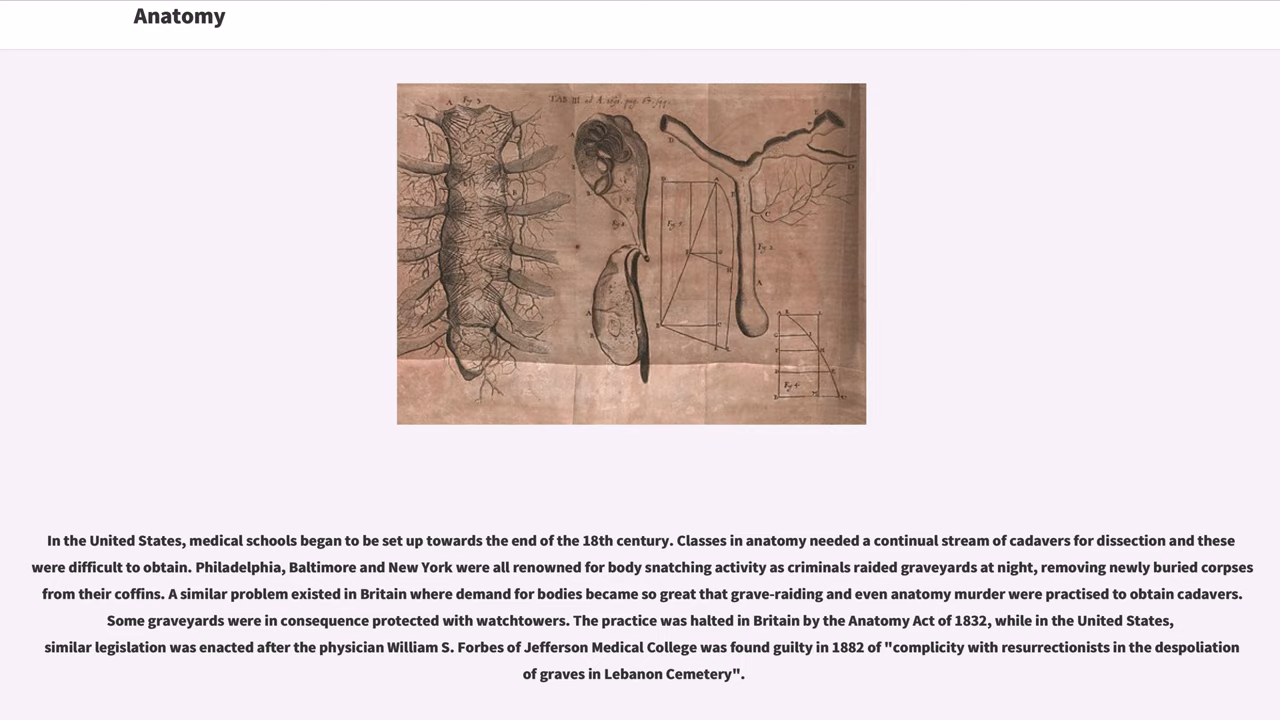 Anatomy
TAB III
In the United States, medical schools began to be set up towards the end of the 18th century. Classes in anatomy needed a continual stream of cadavers for dissection and these
were difficult to obtain. Philadelphia, Baltimore and New York were all renowned for body snatching activity as criminals raided graveyards at night, removing newly buried corpses
from their coffins. A similar problem existed in Britain where demand for bodies became so great that grave-raiding and even anatomy murder were practised to obtain cadavers.
Some graveyards were in consequence protected with watchtowers. The practice was halted in Britain by the Anatomy Act of 1832, while in the United States,
similar legislation was enacted after the physician William S. Forbes of Jefferson Medical College was found guilty in 1882 of "complicity with resurrectionists in the despoliation
of graves in Lebanon Cemetery".